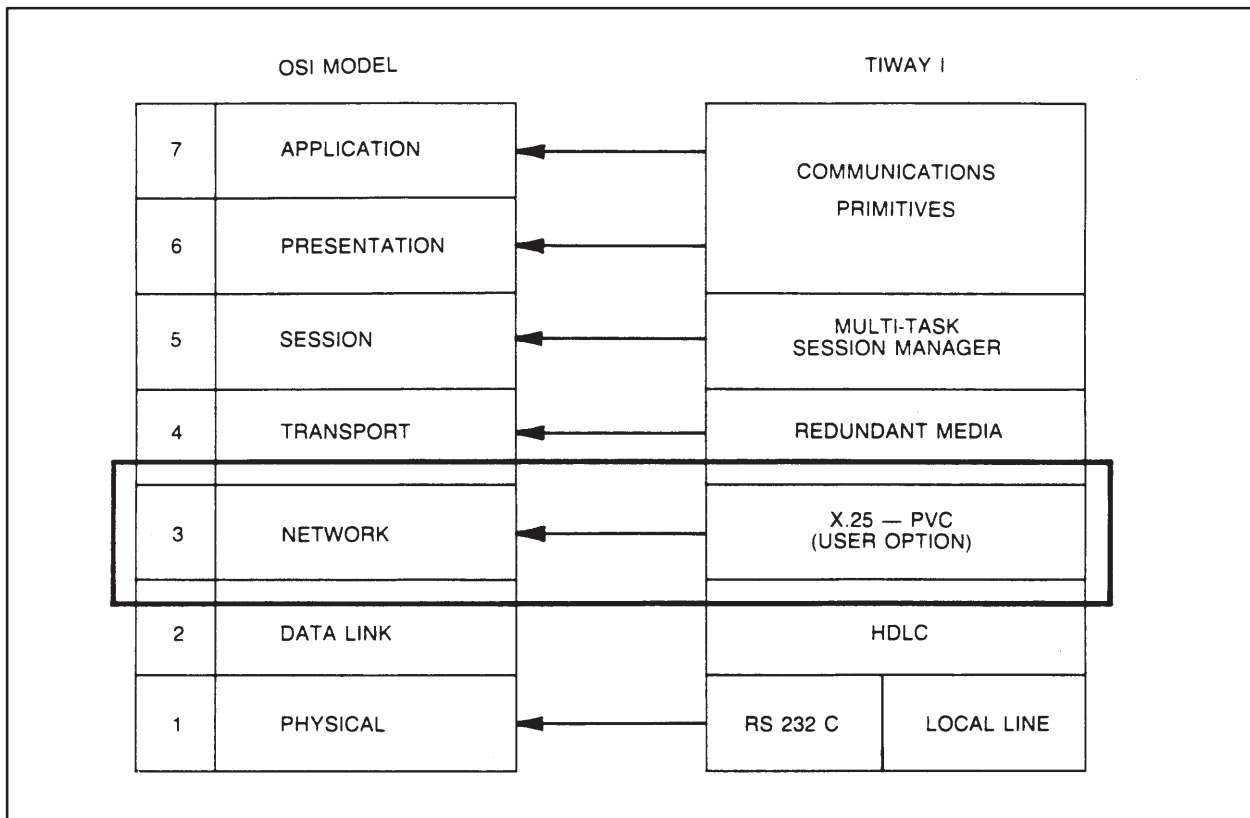 OSI MODEL
TIWAY I
7 APPLICATION
COMMUNICATIONS
PRIMITIVES
6 PRESENTATION
5 SESSION
MULTI-TASK
SESSION MANAGER
4 TRANSPORT
REDUNDANT MEDIA
3 NETWORK
X.25 — PVC
(USER OPTION)
2 DATA LINK
HDLC
1 PHYSICAL
RS 232 C
LOCAL LINE